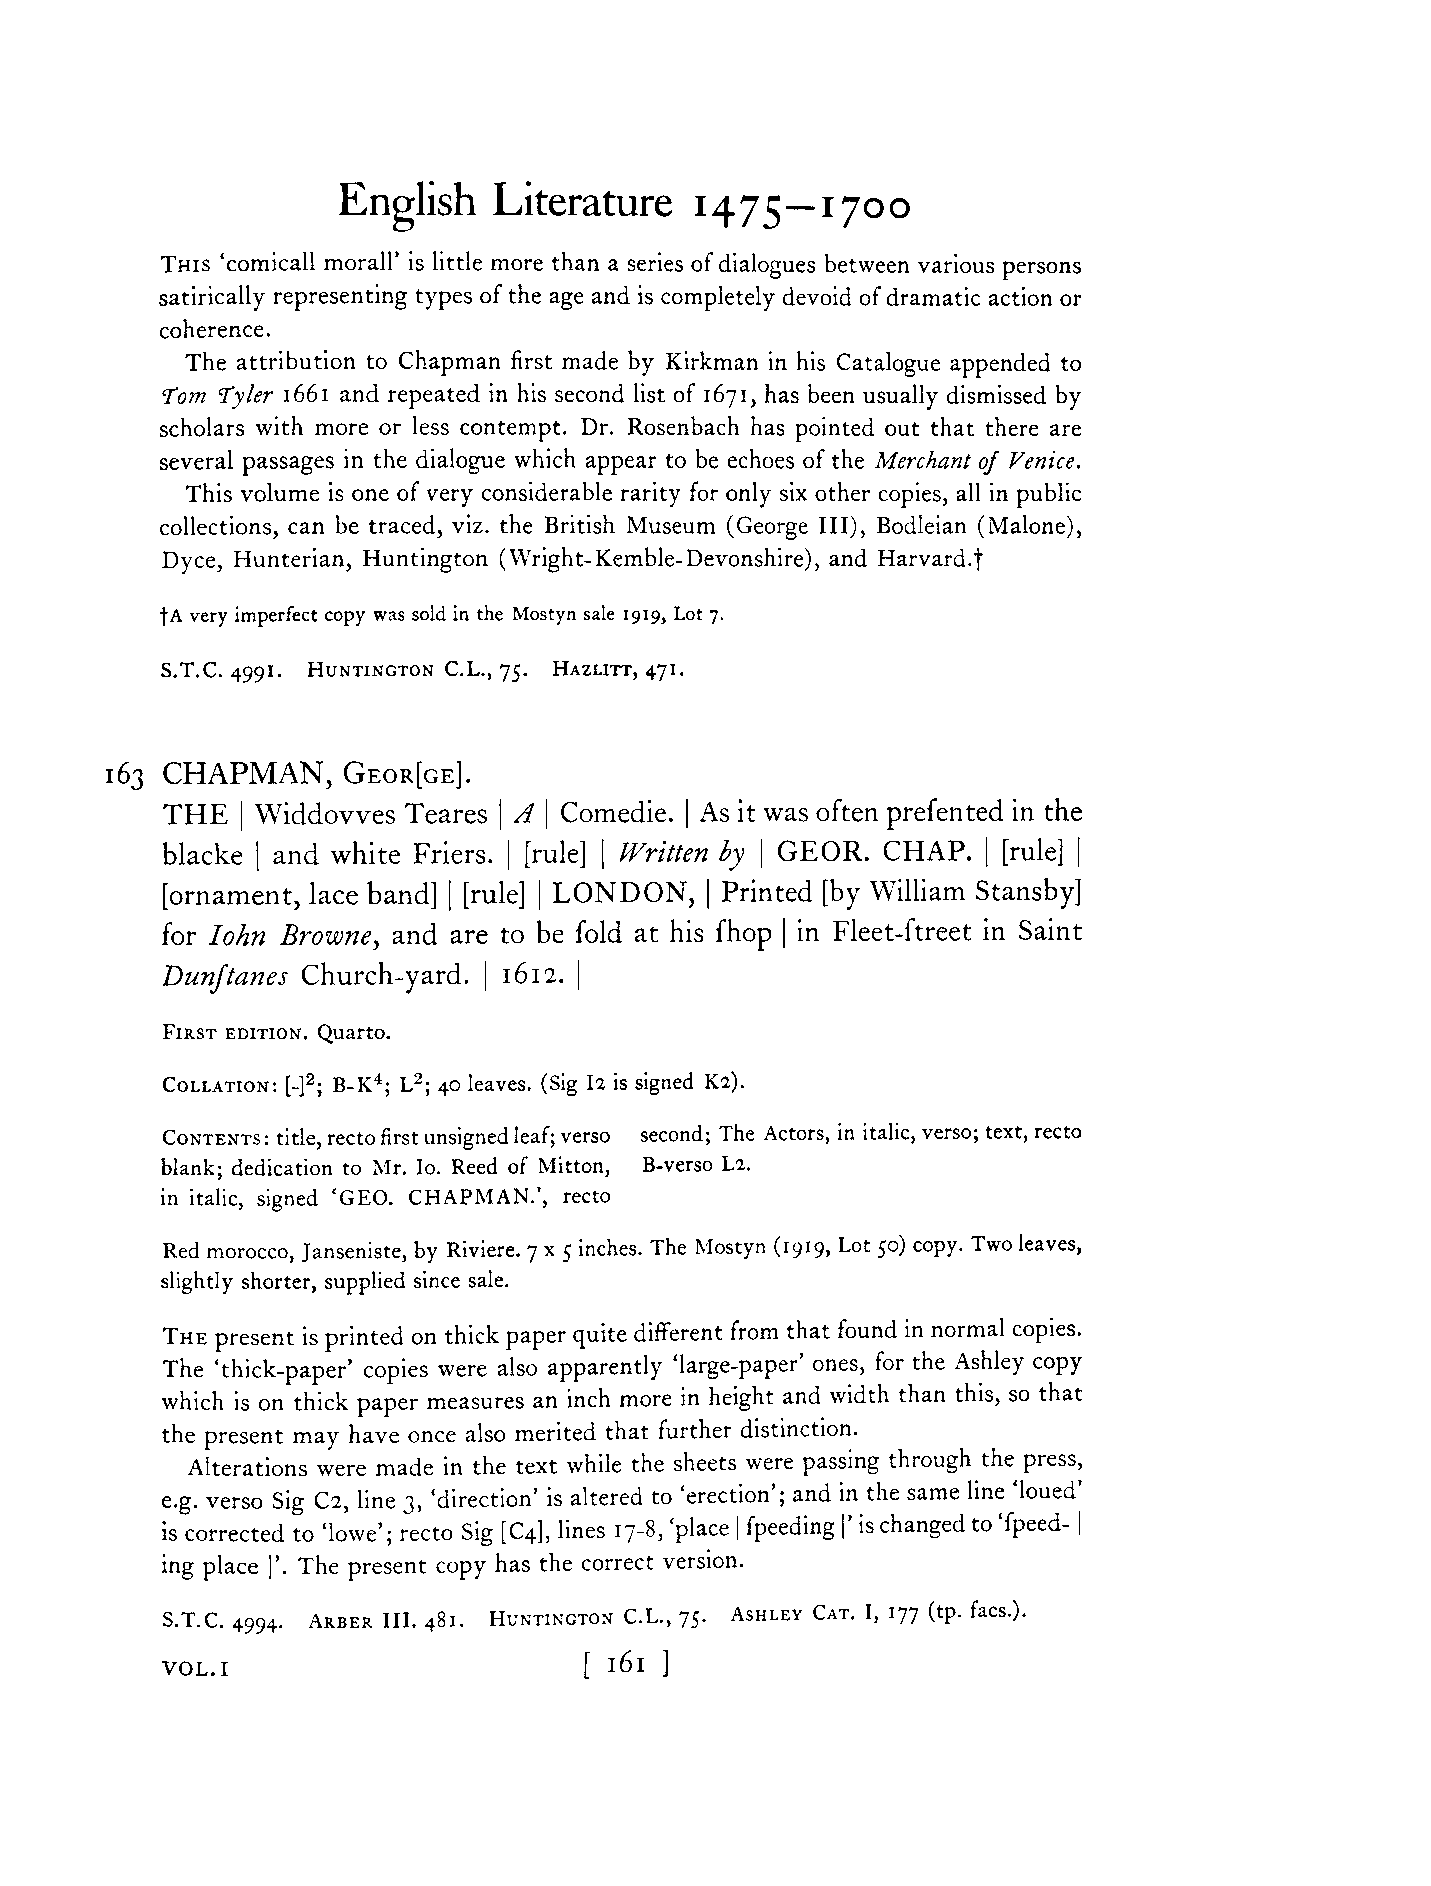 English Literature 1475–1700
THIS ‘comicall morall’ is little more than a series of dialogues between various persons
satirically representing types of the age and is completely devoid of dramatic action or
coherence.
The attribution to Chapman first made by Kirkman in his Catalogue appended to
Tom Tyler 1661 and repeated in his second list of 1671, has been usually dismissed by
scholars with more or less contempt. Dr. Rosenbach has pointed out that there are
several passages in the dialogue which appear to be echoes of the Merchant of Venice.
This volume is one of very considerable rarity for only six other copies, all in public
collections, can be traced, viz. the British Museum (George III), Bodleian (Malone),
Dyce, Hunterian, Huntington (Wright-Kemble-Devonshire), and Harvard.†
†A very imperfect copy was sold in the Mostyn sale 1919, Lot 7.
S.T.C. 4991. HUNTINGTON C.L., 75. HAZLITT, 471.
163 CHAPMAN, GEOR[GE].
THE | Widdovves Teares | A | Comedie. | As it was often preſented in the
blacke | and white Friers. | [rule] | Written by | GEOR. CHAP. | [rule] |
[ornament, lace band] | [rule] | LONDON, | Printed [by William Stansby]
for Iohn Browne, and are to be ſold at his ſhop | in Fleet-ſtreet in Saint
Dunſtanes Church-yard. | 1612. |
FIRST EDITION. Quarto.
COLLATION: [-]²; B-K⁴; L²; 40 leaves. (Sig I2 is signed K2).
CONTENTS: title, recto first unsigned leaf; verso
blank; dedication to Mr. Io. Reed of Mitton,
in italic, signed ‘GEO. CHAPMAN.’, recto
second; The Actors, in italic, verso; text, recto
B-verso L2.
Red morocco, Janseniste, by Riviere. 7 x 5 inches. The Mostyn (1919, Lot 50) copy. Two leaves,
slightly shorter, supplied since sale.
THE present is printed on thick paper quite different from that found in normal copies.
The ‘thick-paper’ copies were also apparently ‘large-paper’ ones, for the Ashley copy
which is on thick paper measures an inch more in height and width than this, so that
the present may have once also merited that further distinction.
Alterations were made in the text while the sheets were passing through the press,
e.g. verso Sig C2, line 3, ‘direction’ is altered to ‘erection’; and in the same line ‘loued’
is corrected to ‘lowe’; recto Sig [C4], lines 17-8, ‘place | ſpeeding |’ is changed to ‘ſpeed- |
ing place |’. The present copy has the correct version.
S.T.C. 4994. ARBER III. 481. HUNTINGTON C.L., 75. ASHLEY CAT. I, 177 (tp. facs.).
VOL. I [ 161 ]